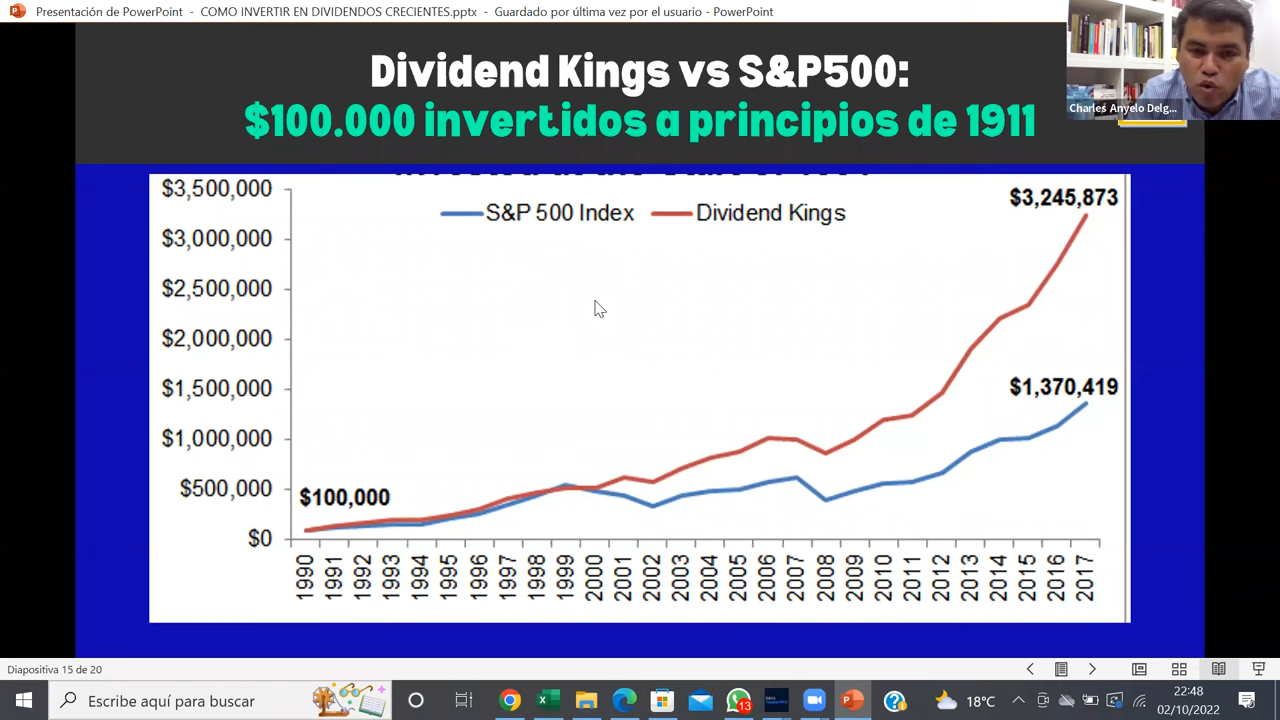 Presentación de PowerPoint - COMO INVERTIR EN DIVIDENDOS CRECIENTES.pptx - Guardado por última vez por el usuario - PowerPoint
Dividend Kings vs S&P500:
$100.000 invertidos a principios de 1911
Charles Anyelo Delg...
$3,500,000
$3,000,000
$2,500,000
$2,000,000
$1,500,000
$1,000,000
$500,000
$0
S&P 500 Index
Dividend Kings
$3,245,873
$1,370,419
$100,000
1990 1991 1992 1993 1994 1995 1996 1997 1998 1999 2000 2001 2002 2003 2004 2005 2006 2007 2008 2009 2010 2011 2012 2013 2014 2015 2016 2017
Diapositiva 15 de 20
Escribe aquí para buscar
13
18°C
22:48
02/10/2022